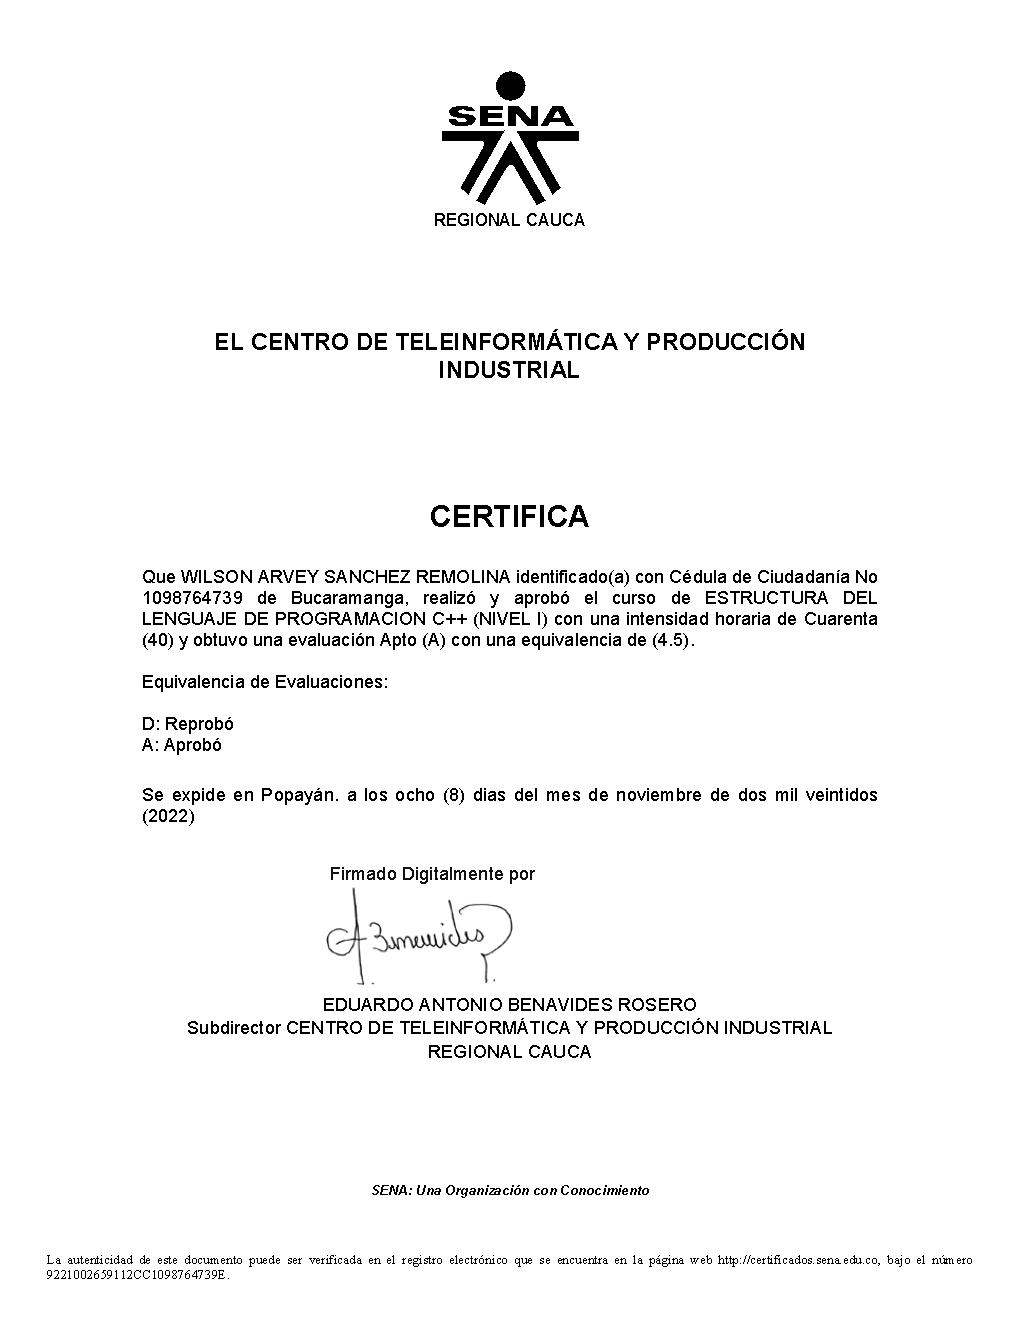 SENA
REGIONAL CAUCA
EL CENTRO DE TELEINFORMÁTICA Y PRODUCCIÓN
INDUSTRIAL
CERTIFICA
Que WILSON ARVEY SANCHEZ REMOLINA identificado(a) con Cédula de Ciudadanía No
1098764739 de Bucaramanga, realizó y aprobó el curso de ESTRUCTURA DEL
LENGUAJE DE PROGRAMACION C++ (NIVEL I) con una intensidad horaria de Cuarenta
(40) y obtuvo una evaluación Apto (A) con una equivalencia de (4.5).
Equivalencia de Evaluaciones:
D: Reprobó
A: Aprobó
Se expide en Popayán. a los ocho (8) dias del mes de noviembre de dos mil veintidos
(2022)
Firmado Digitalmente por
A Benavides
EDUARDO ANTONIO BENAVIDES ROSERO
Subdirector CENTRO DE TELEINFORMÁTICA Y PRODUCCIÓN INDUSTRIAL
REGIONAL CAUCA
SENA: Una Organización con Conocimiento
La autenticidad de este documento puede ser verificada en el registro electrónico que se encuentra en la página web http://certificados.sena.edu.co, bajo el número
9221002659112CC1098764739E.